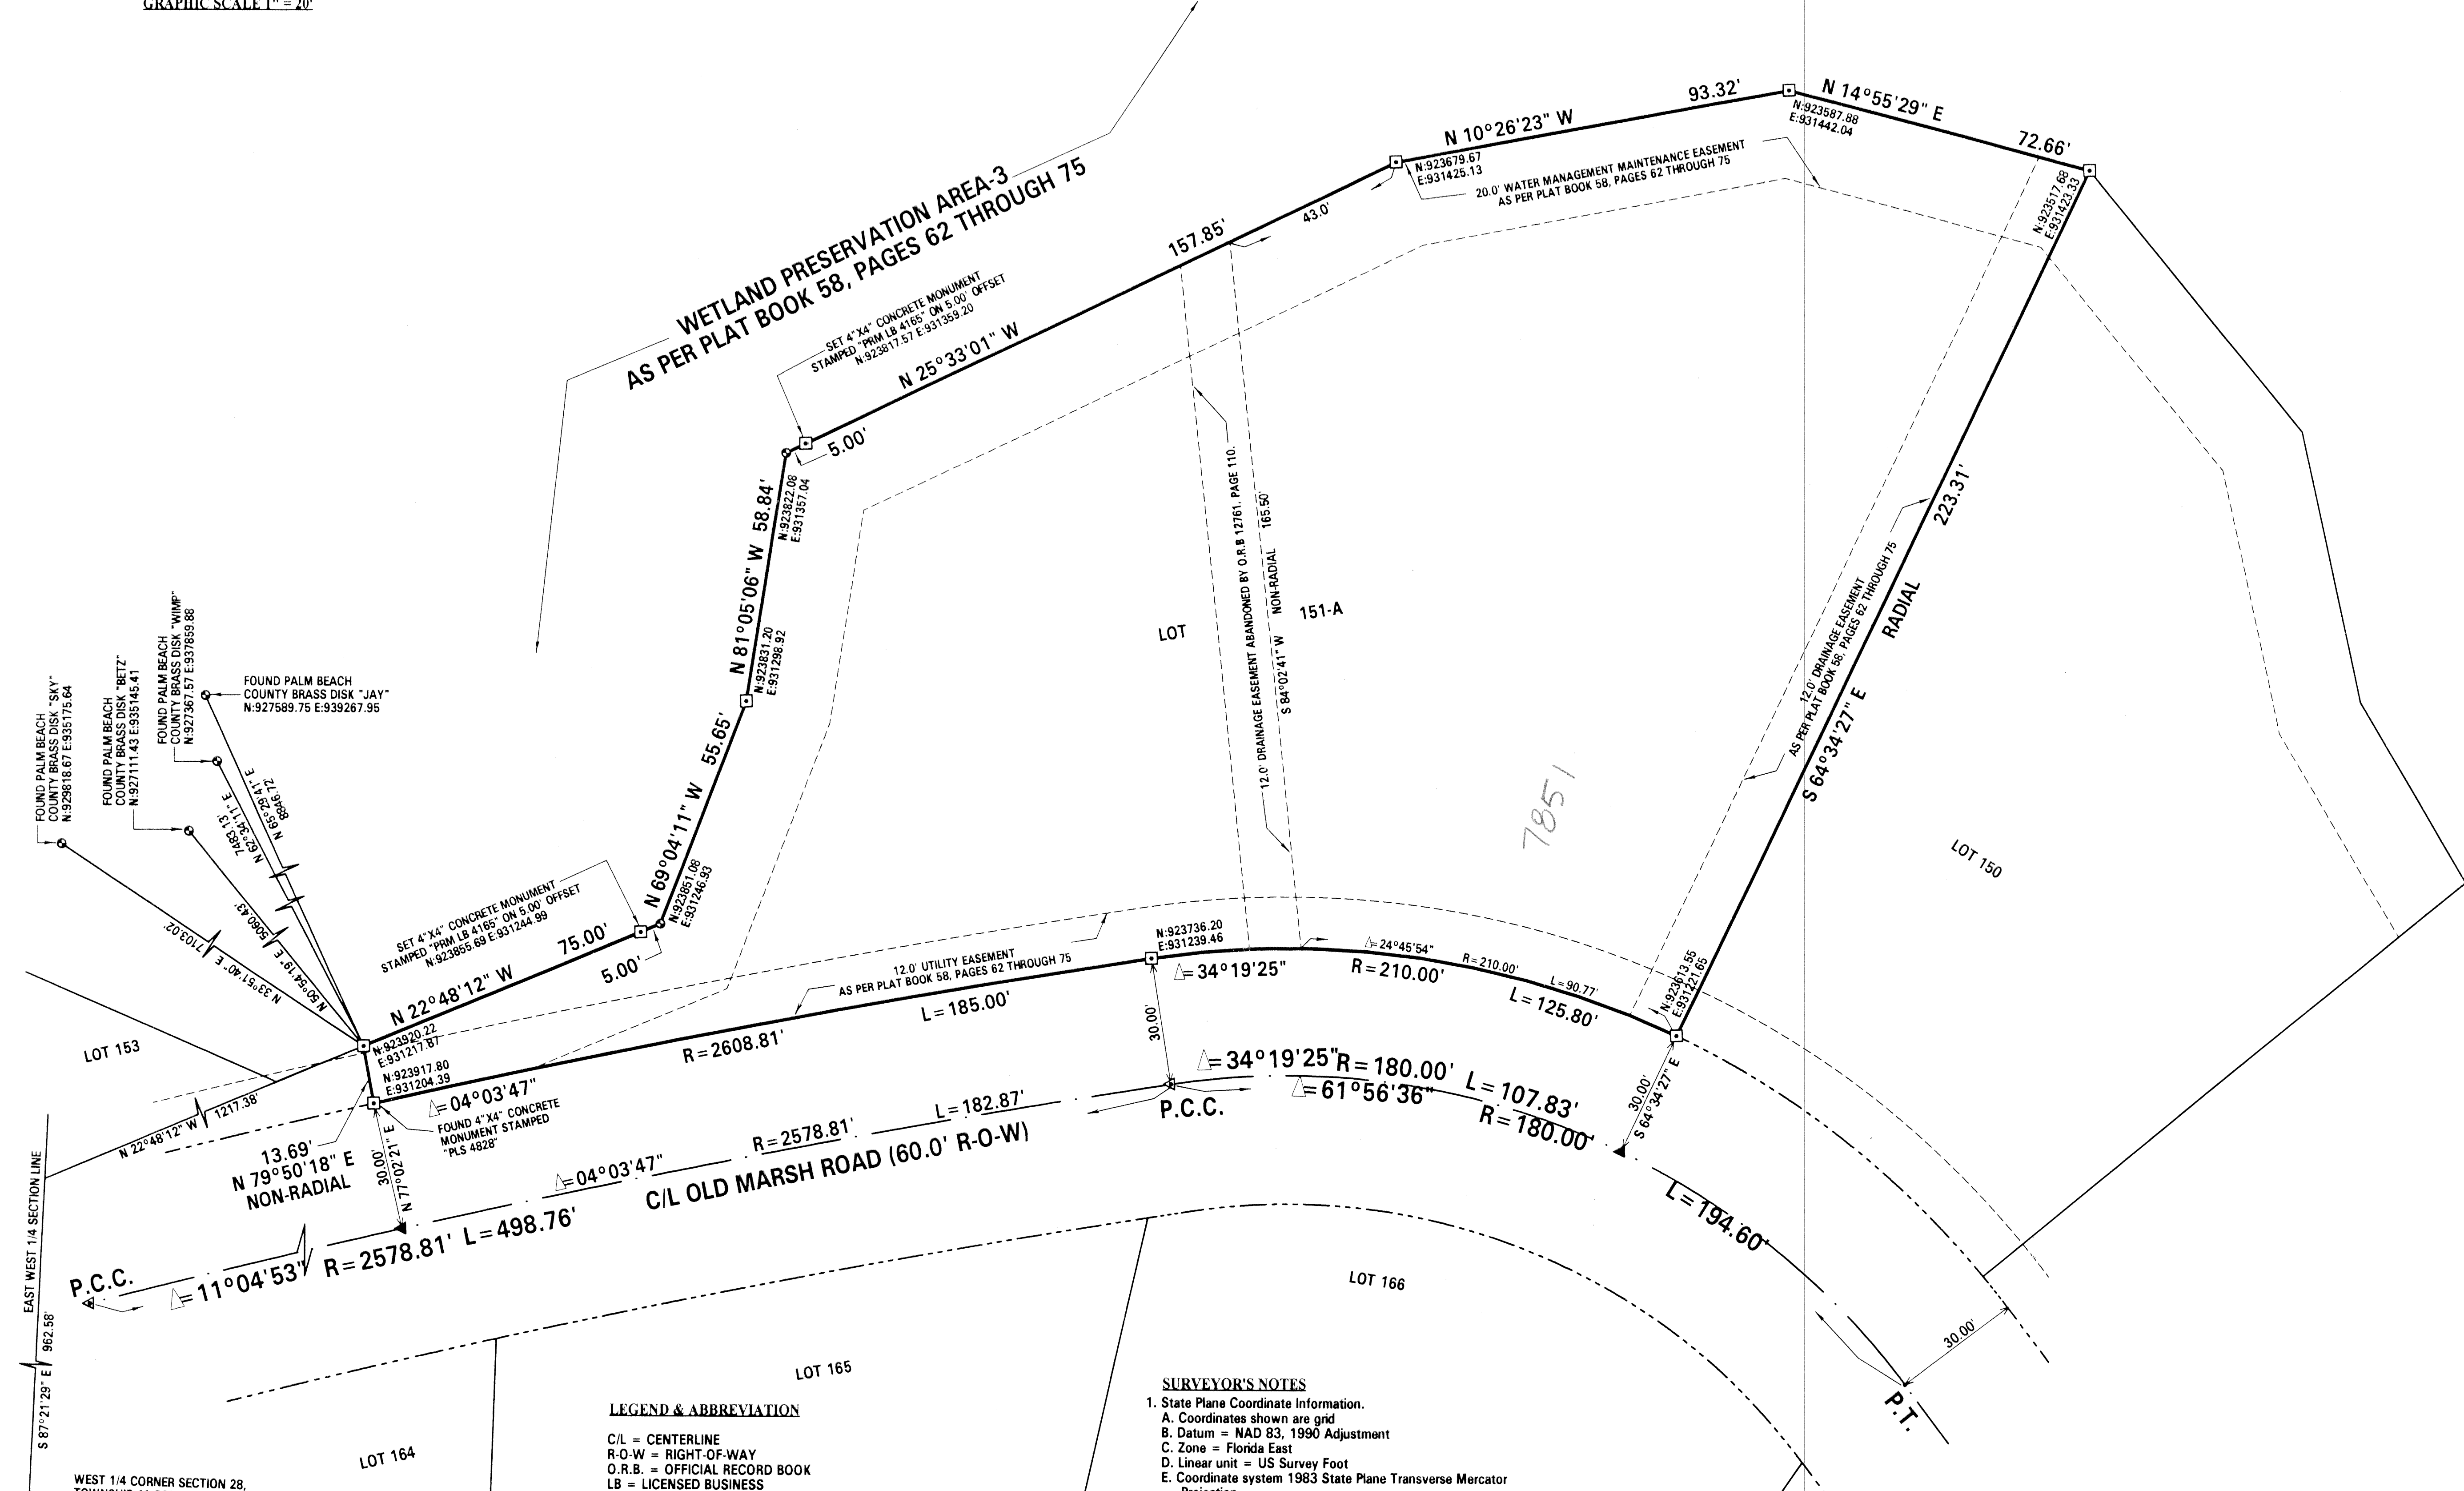 GRAPHIC SCALE 1" = 20'
WETLAND PRESERVATION AREA-3
AS PER PLAT BOOK 58, PAGES 62 THROUGH 75
N 10°26'23" W
93.32'
N 14°55'29" E
72.66'
N:923587.88
E:931442.04
N:923679.67
E:931425.13
20.0' WATER MANAGEMENT MAINTENANCE EASEMENT
AS PER PLAT BOOK 58, PAGES 62 THROUGH 75
N:923517.68
E:931423.33
43.0'
157.85'
N 25°33'01" W
SET 4"X4" CONCRETE MONUMENT
STAMPED "PRM LB 4165" ON 5.00' OFFSET
N:923817.57 E:931359.20
5.00'
N:923822.08
E:931357.04
N 81°05'06" W 58.84'
N:923831.20
E:931298.92
N 69°04'11" W 55.65'
N:923851.08
E:931246.93
12.0' DRAINAGE EASEMENT ABANDONED BY O.R.B 12761, PAGE 110.
S 84°02'41" W NON-RADIAL 165.50'
LOT 151-A
7851
12.0' DRAINAGE EASEMENT
AS PER PLAT BOOK 58, PAGES 62 THROUGH 75
S 64°34'27" E RADIAL 223.31'
LOT 150
FOUND PALM BEACH
COUNTY BRASS DISK "SKY"
N:929818.67 E:935175.64
FOUND PALM BEACH
COUNTY BRASS DISK "BETZ"
N:927111.43 E:935145.41
FOUND PALM BEACH
COUNTY BRASS DISK "WIMP"
N:927367.57 E:937859.88
FOUND PALM BEACH
COUNTY BRASS DISK "JAY"
N:927589.75 E:939267.95
N 65°29'41" E
8846.72'
7483.13'
N 62°34'11" E
5060.43'
N 50°54'19" E
7103.02'
N 33°51'40" E
SET 4"X4" CONCRETE MONUMENT
STAMPED "PRM LB 4165" ON 5.00' OFFSET
N:923855.69 E:931244.99
N 22°48'12" W
75.00'
5.00'
N:923920.22
E:931217.87
N:923917.80
E:931204.39
LOT 153
N 22°48'12" W 1217.38'
12.0' UTILITY EASEMENT
AS PER PLAT BOOK 58, PAGES 62 THROUGH 75
N:923736.20
E:931239.46
Δ=34°19'25"
R=210.00'
L=125.80'
Δ=24°45'54"
R=210.00'
L=90.77'
N:923613.55
E:931221.65
Δ=04°03'47"
R=2608.81'
L=185.00'
30.00'
FOUND 4"X4" CONCRETE
MONUMENT STAMPED
"PLS 4828"
13.69'
N 79°50'18" E
NON-RADIAL
30.00'
N 77°02'21" E
Δ=34°19'25" R=180.00' L=107.83'
Δ=61°56'36" R=180.00'
L=194.60'
30.00'
S 64°34'27" E
P.C.C.
Δ=04°03'47"
R=2578.81'
L=182.87'
C/L OLD MARSH ROAD (60.0' R-O-W)
P.C.C.
Δ=11°04'53" R=2578.81' L=498.76'
EAST WEST 1/4 SECTION LINE
S 87°21'29" E 962.58'
30.00'
P.T.
LOT 164
LOT 165
LOT 166
WEST 1/4 CORNER SECTION 28,
LEGEND & ABBREVIATION
C/L = CENTERLINE
R-O-W = RIGHT-OF-WAY
O.R.B. = OFFICIAL RECORD BOOK
LB = LICENSED BUSINESS
SURVEYOR'S NOTES
1. State Plane Coordinate Information.
A. Coordinates shown are grid
B. Datum = NAD 83, 1990 Adjustment
C. Zone = Florida East
D. Linear unit = US Survey Foot
E. Coordinate system 1983 State Plane Transverse Mercator
Projection